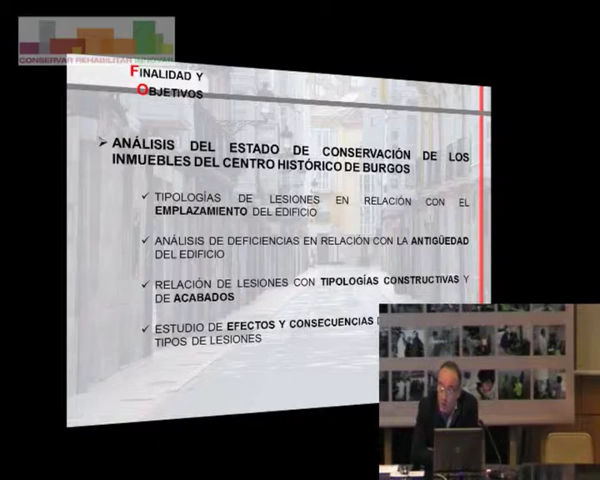 CONSERVAR REHABILITAR RENOVAR
FINALIDAD Y
OBJETIVOS
➢ ANÁLISIS DEL ESTADO DE CONSERVACIÓN DE LOS
INMUEBLES DEL CENTRO HISTÓRICO DE BURGOS
✓ TIPOLOGÍAS DE LESIONES EN RELACIÓN CON EL
EMPLAZAMIENTO DEL EDIFICIO
✓ ANÁLISIS DE DEFICIENCIAS EN RELACIÓN CON LA ANTIGÜEDAD
DEL EDIFICIO
✓ RELACIÓN DE LESIONES CON TIPOLOGÍAS CONSTRUCTIVAS Y
DE ACABADOS
✓ ESTUDIO DE EFECTOS Y CONSECUENCIAS
TIPOS DE LESIONES